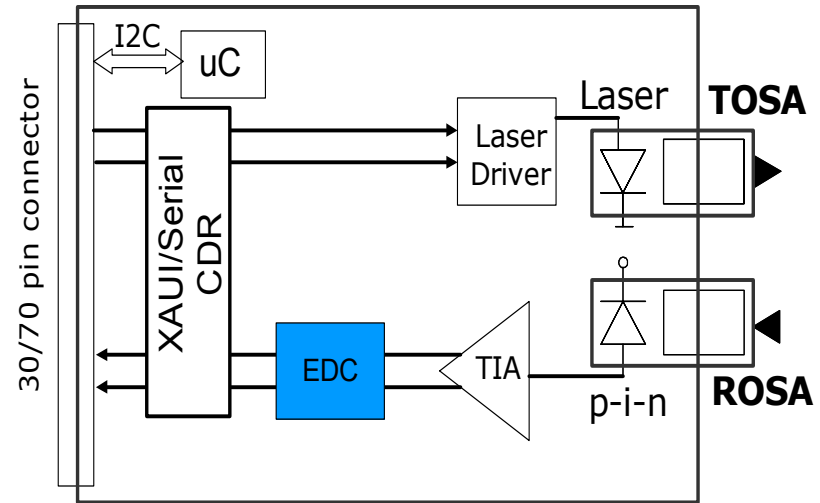 I2C
uC
30/70 pin connector
XAUI/Serial
CDR
Laser
Driver
Laser
TOSA
EDC
TIA
p-i-n
ROSA